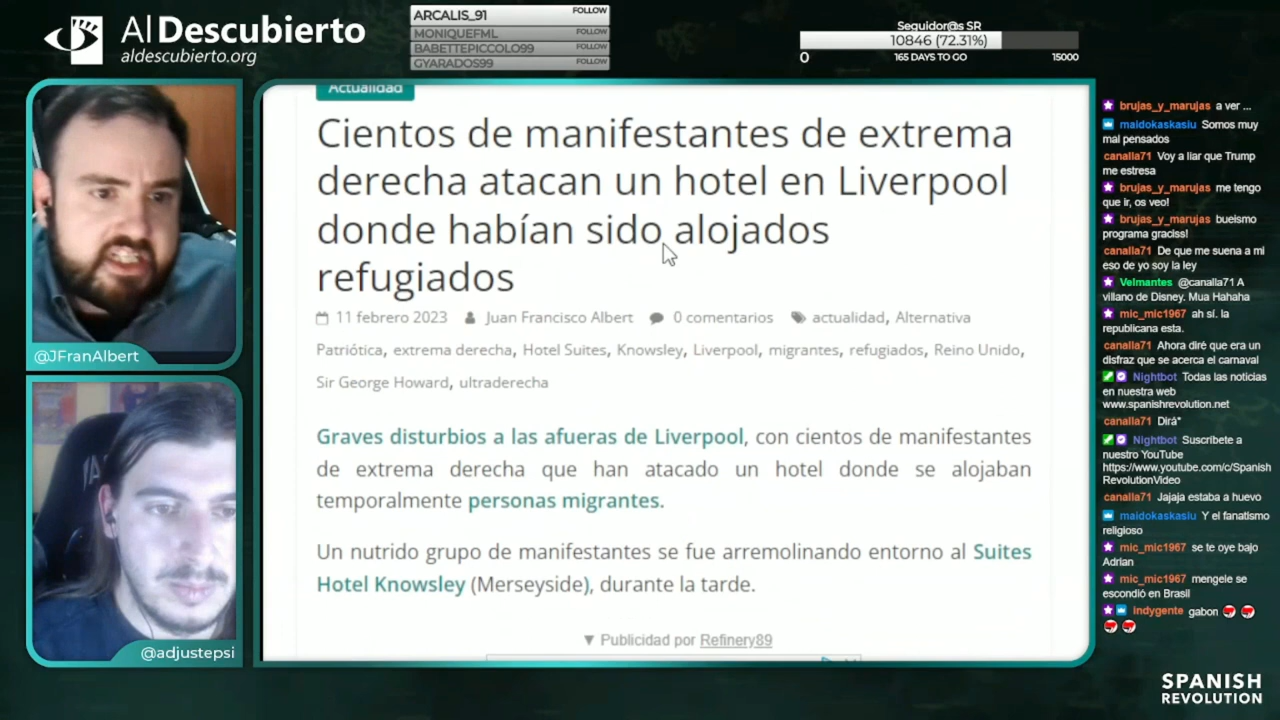 Al Descubierto
aldescubierto.org
ARCALIS_91 FOLLOW
MONIQUEFML FOLLOW
BABETTEPICCOLO99 FOLLOW
GYARADOS99 FOLLOW
Seguidor@s SR
10846 (72.31%)
0 165 DAYS TO GO 15000
@JFranAlbert
@adjustepsi
Actualidad
Cientos de manifestantes de extrema
derecha atacan un hotel en Liverpool
donde habían sido alojados
refugiados
11 febrero 2023 Juan Francisco Albert 0 comentarios actualidad, Alternativa
Patriótica, extrema derecha, Hotel Suites, Knowsley, Liverpool, migrantes, refugiados, Reino Unido,
Sir George Howard, ultraderecha
Graves disturbios a las afueras de Liverpool, con cientos de manifestantes
de extrema derecha que han atacado un hotel donde se alojaban
temporalmente personas migrantes.
Un nutrido grupo de manifestantes se fue arremolinando entorno al Suites
Hotel Knowsley (Merseyside), durante la tarde.
▼ Publicidad por Refinery89
brujas_y_marujas a ver ...
maidokaskasiu Somos muy
mal pensados
canalla71 Voy a liar que Trump
me estresa
brujas_y_marujas me tengo
que ir, os veo!
brujas_y_marujas bueismo
programa graciss!
canalla71 De que me suena a mi
eso de yo soy la ley
Velmantes @canalla71 A
villano de Disney. Mua Hahaha
mic_mic1967 ah sí. la
republicana esta.
canalla71 Ahora diré que era un
disfraz que se acerca el carnaval
Nightbot Todas las noticias
en nuestra web
www.spanishrevolution.net
canalla71 Dirà*
Nightbot Suscríbete a
nuestro YouTube
https://www.youtube.com/c/Spanish
RevolutionVideo
canalla71 Jajaja estaba a huevo
maidokaskasiu Y el fanatismo
religioso
mic_mic1967 se te oye bajo
Adrian
mic_mic1967 mengele se
escondió en Brasil
indygente gabon
SPANISH
REVOLUTION